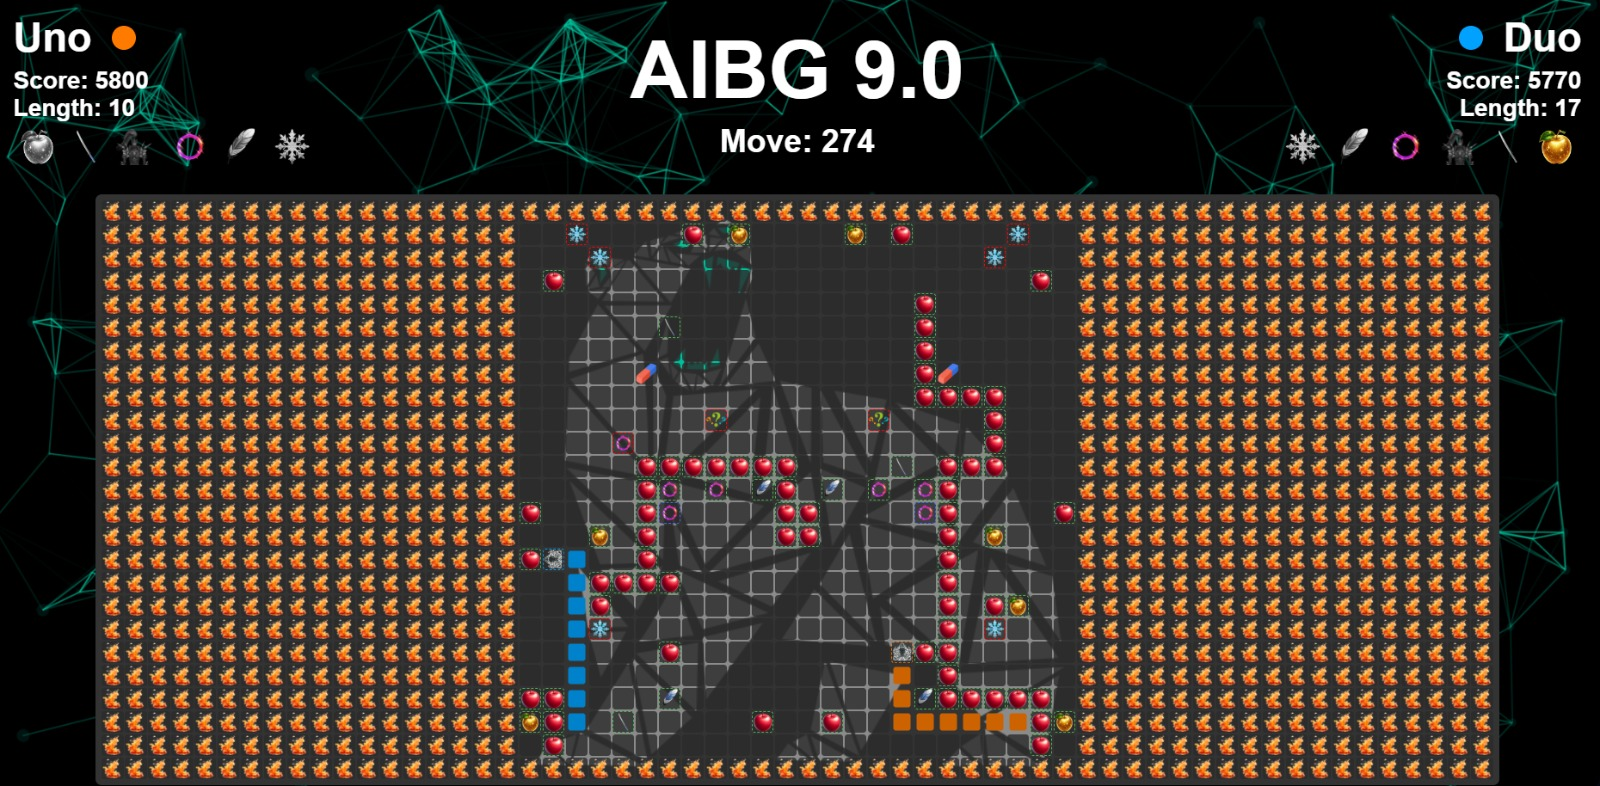 Uno
Score: 5800
Length: 10
AIBG 9.0
Move: 274
Duo
Score: 5770
Length: 17